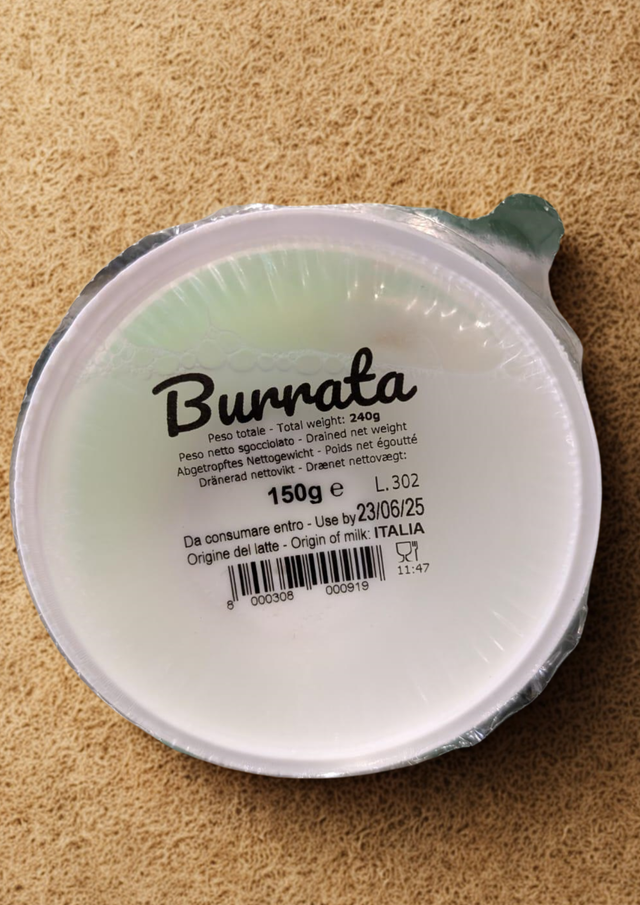 Burrata
Peso totale - Total weight: 240g
Peso netto sgocciolato - Drained net weight
Abgetropftes Nettogewicht - Poids net égoutté
Dränerad nettovikt - Drænet nettovægt:
150g ℮ L.302
Da consumare entro - Use by 23/06/25
Origine del latte - Origin of milk: ITALIA
11:47
8 000308 000919